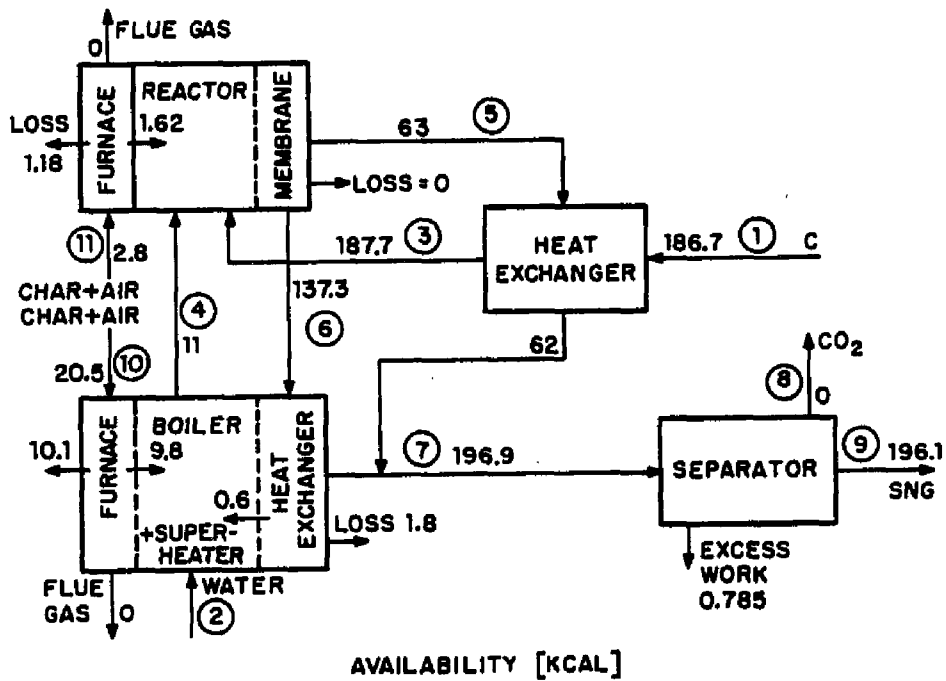 FLUE GAS
0
FURNACE
REACTOR
MEMBRANE
LOSS
1.18
1.62
63
5
LOSS = 0
11
2.8
187.7
3
HEAT
EXCHANGER
186.7
1
C
CHAR+AIR
CHAR+AIR
4
11
137.3
6
10
20.5
62
CO2
8
0
FURNACE
BOILER
HEAT
EXCHANGER
10.1
9.8
0.6
+SUPER-
HEATER
7
196.9
SEPARATOR
9
196.1
SNG
LOSS 1.8
EXCESS
WORK
0.785
FLUE
GAS
0
WATER
2
AVAILABILITY [KCAL]